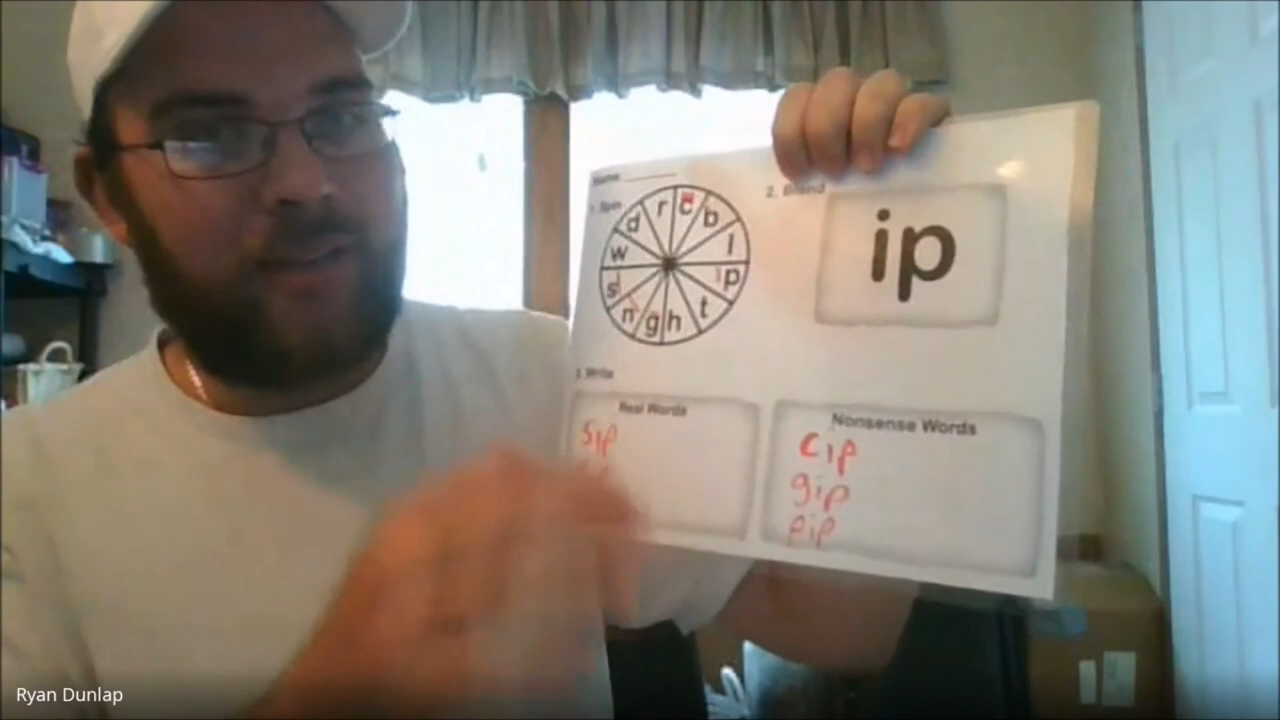 Name
1. Spin
2. Blend
r c b l p t h g n s w d
ip
3. Write
Real Words
Nonsense Words
sip
cip
gip
pip
Ryan Dunlap